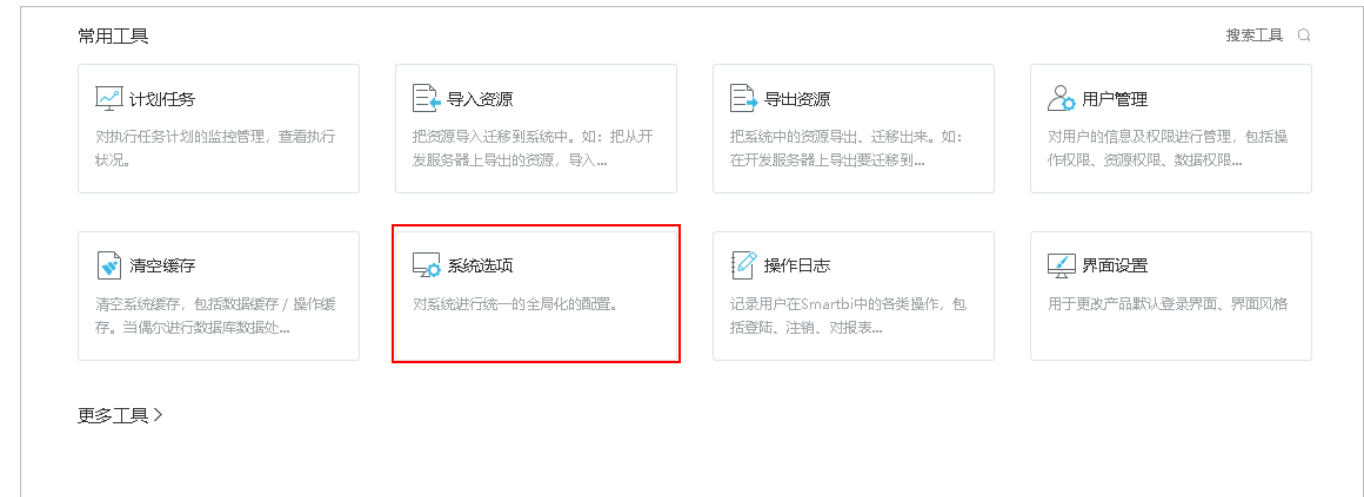 常用工具
搜索工具
计划任务
对执行任务计划的监控管理，查看执行
状况。
导入资源
把资源导入迁移到系统中。如：把从开
发服务器上导出的资源，导入...
导出资源
把系统中的资源导出、迁移出来。如：
在开发服务器上导出要迁移到...
用户管理
对用户的信息及权限进行管理，包括操
作权限、资源权限、数据权限...
清空缓存
清空系统缓存，包括数据缓存 / 操作缓
存。当偶尔进行数据库数据处...
系统选项
对系统进行统一的全局化的配置。
操作日志
记录用户在Smartbi中的各类操作，包
括登陆、注销、对报表...
界面设置
用于更改产品默认登录界面、界面风格
更多工具 >